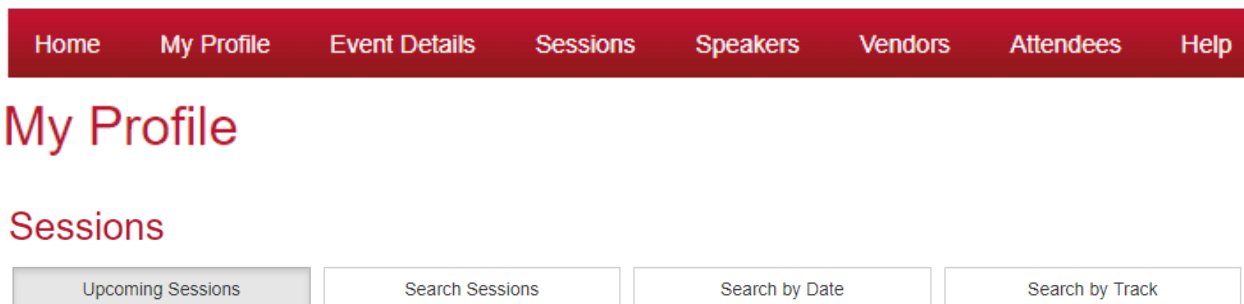 Home My Profile Event Details Sessions Speakers Vendors Attendees Help
My Profile
Sessions
Upcoming Sessions Search Sessions Search by Date Search by Track